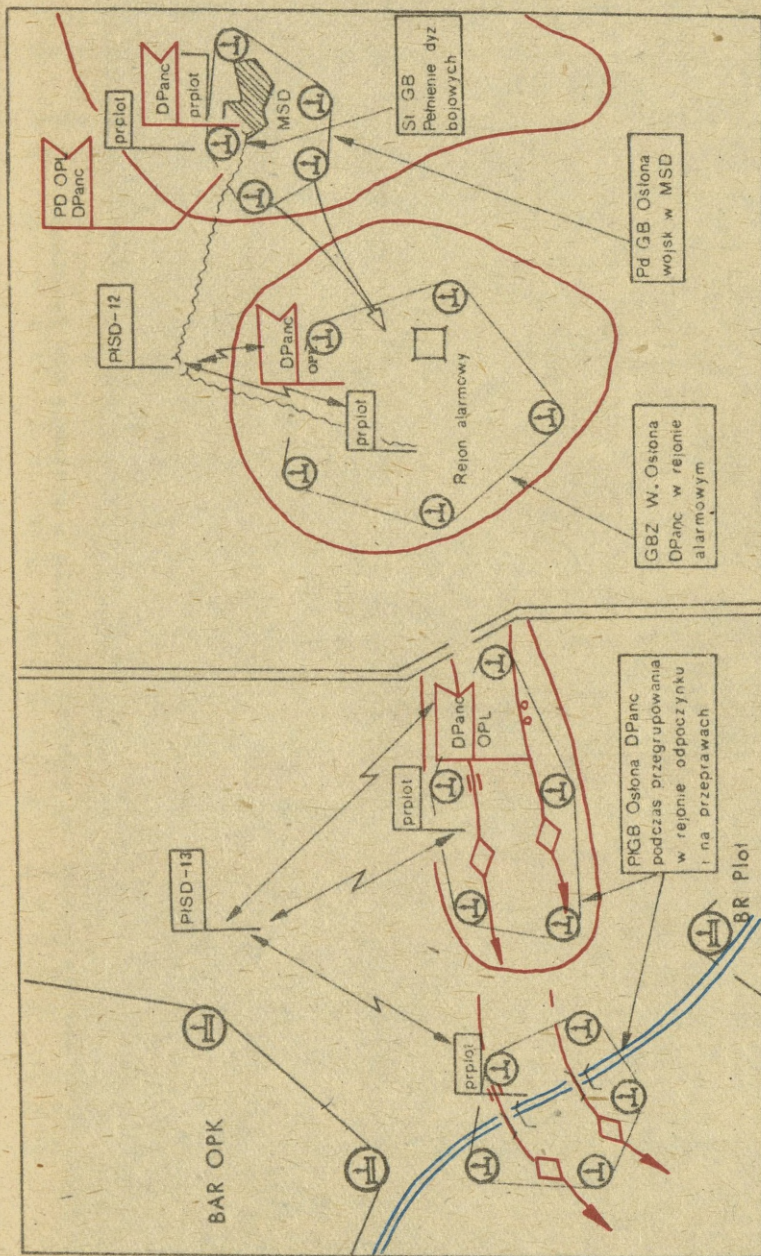 BAR OPK
PISD-13
prplot
prplot
DPanc
OPL
BR Plot
PłGB Osłona DPanc
podczas przegrupowania
w rejonie odpoczynku
i na przeprawach
PISD-12
prplot
DPanc
OPL
Rejon alarmowy
GBZ W. Osłona
DPanc w rejonie
alarmowym
PD OPL
DPanc
prplot
DPanc
prplot
MSD
St GB
Pełnienie dyż
bojowych
Pd GB Osłona
wojsk w MSD